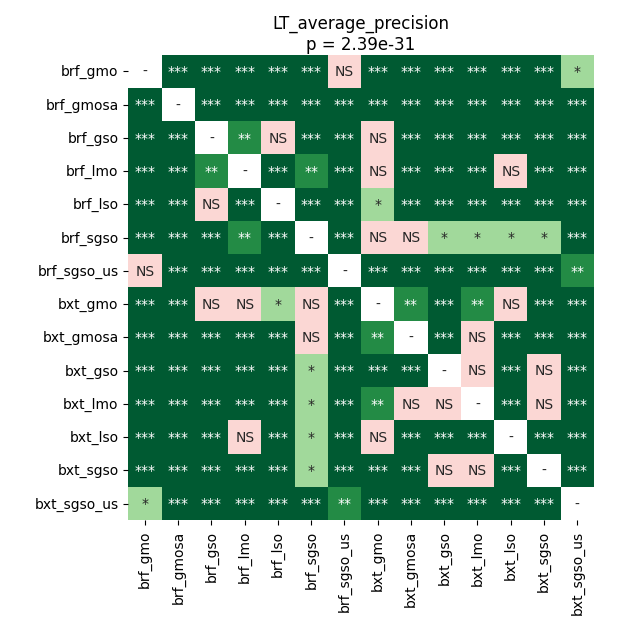 LT_average_precision
p = 2.39e-31
brf_gmo - *** *** *** *** *** NS *** *** *** *** *** *** *
brf_gmosa *** - *** *** *** *** *** *** *** *** *** *** *** ***
brf_gso *** *** - ** NS *** *** NS *** *** *** *** *** ***
brf_lmo *** *** ** - *** ** *** NS *** *** *** NS *** ***
brf_lso *** *** NS *** - *** *** * *** *** *** *** *** ***
brf_sgso *** *** *** ** *** - *** NS NS * * * * ***
brf_sgso_us NS *** *** *** *** *** - *** *** *** *** *** *** **
bxt_gmo *** *** NS NS * NS *** - ** *** ** NS *** ***
bxt_gmosa *** *** *** *** *** NS *** ** - *** NS *** *** ***
bxt_gso *** *** *** *** *** * *** *** *** - NS *** NS ***
bxt_lmo *** *** *** *** *** * *** ** NS NS - *** NS ***
bxt_lso *** *** *** NS *** * *** NS *** *** *** - *** ***
bxt_sgso *** *** *** *** *** * *** *** *** NS NS *** - ***
bxt_sgso_us * *** *** *** *** *** ** *** *** *** *** *** *** -
brf_gmo
brf_gmosa
brf_gso
brf_lmo
brf_lso
brf_sgso
brf_sgso_us
bxt_gmo
bxt_gmosa
bxt_gso
bxt_lmo
bxt_lso
bxt_sgso
bxt_sgso_us